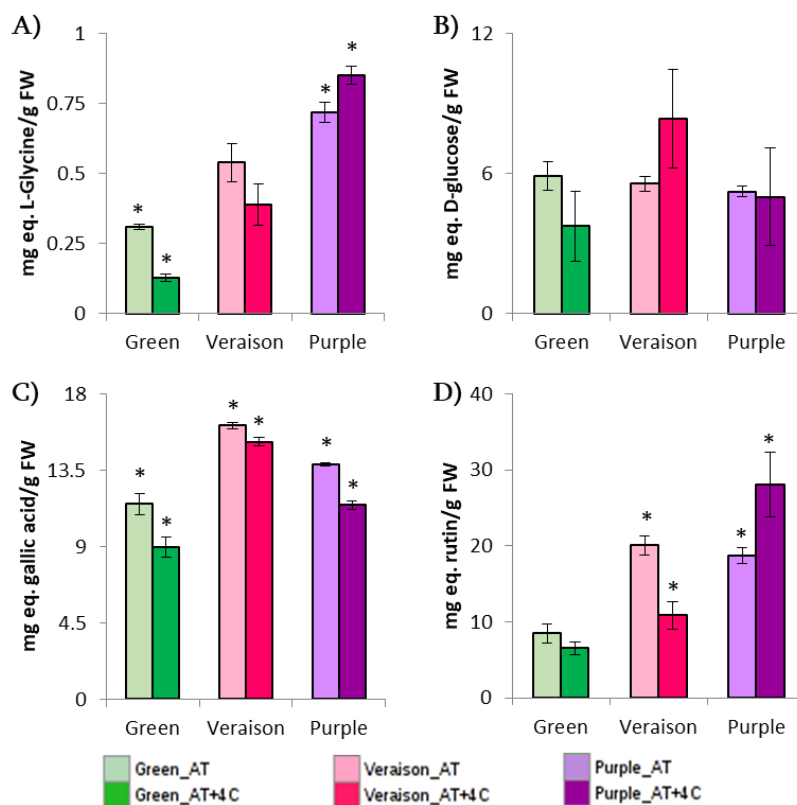 A)
mg eq. L-Glycine/g FW
1
0.75
0.5
0.25
0
*
*
*
*
Green Veraison Purple
B)
mg eq. D-glucose/g FW
12
6
0
Green Veraison Purple
C)
mg eq. gallic acid/g FW
18
13.5
9
4.5
0
*
*
*
*
*
*
Green Veraison Purple
D)
mg eq. rutin/g FW
40
30
20
10
0
*
*
*
*
Green Veraison Purple
Green_AT Veraison_AT Purple_AT
Green_AT+4C Veraison_AT+4C Purple_AT+4C